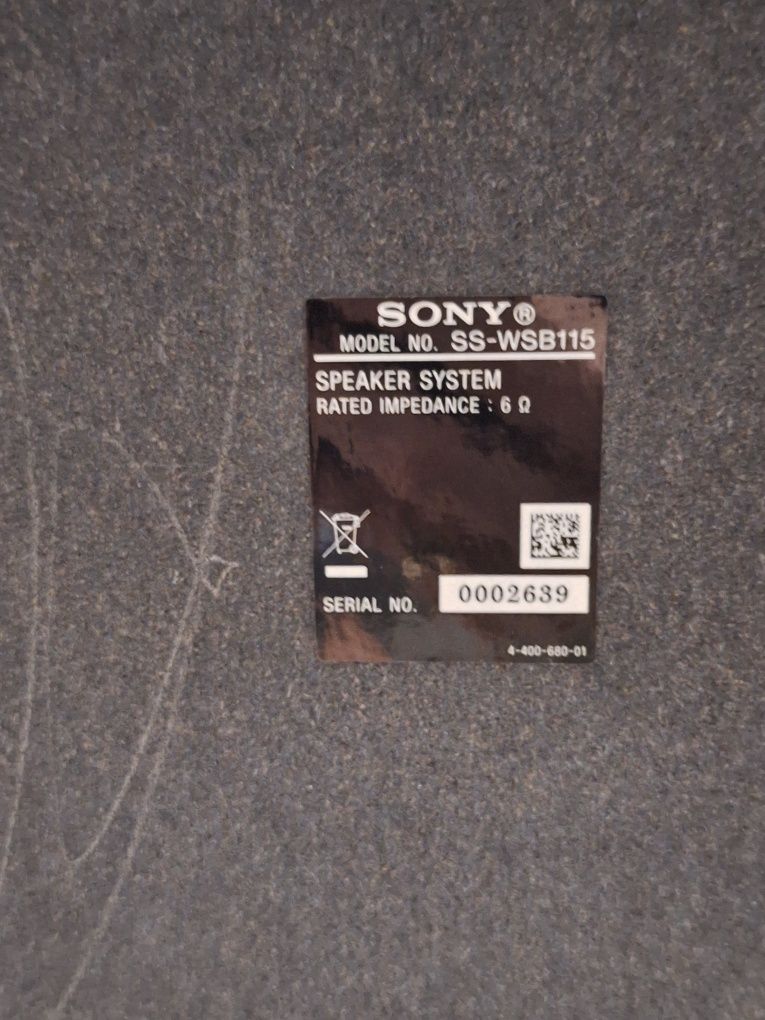 SONY®
MODEL NO. SS-WSB115
SPEAKER SYSTEM
RATED IMPEDANCE : 6 Ω
SERIAL NO. 0002639
4-400-680-01